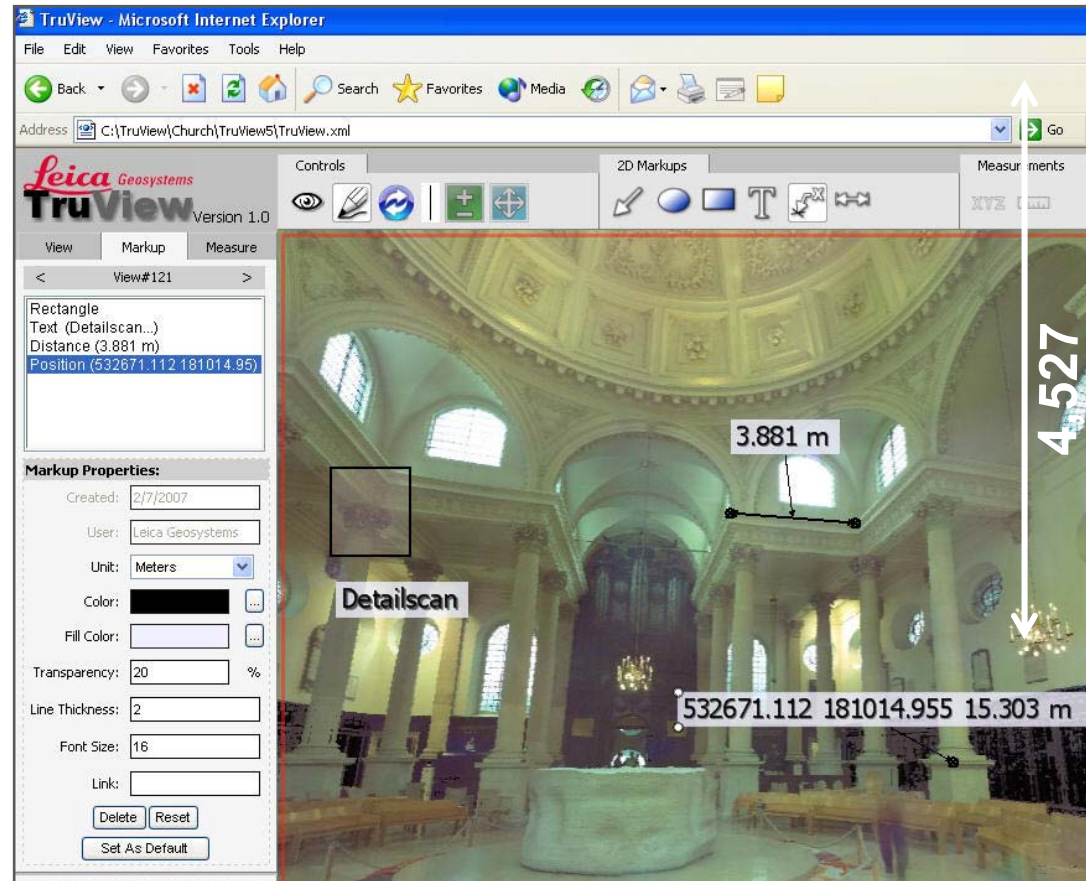 TruView - Microsoft Internet Explorer
File Edit View Favorites Tools Help
Back Search Favorites Media
Address C:\TruView\Church\TruView5\TruView.xml Go
Leica Geosystems
TruView Version 1.0
Controls
2D Markups
Measurements
T
XYZ
View Markup Measure
< View#121 >
Rectangle
Text (Detailscan...)
Distance (3.881 m)
Position (532671.112 181014.95)
Markup Properties:
Created: 2/7/2007
User: Leica Geosystems
Unit: Meters
Color: ...
Fill Color: ...
Transparency: 20 %
Line Thickness: 2
Font Size: 16
Link:
Delete Reset
Set As Default
3.881 m
4.527
Detailscan
532671.112 181014.955 15.303 m